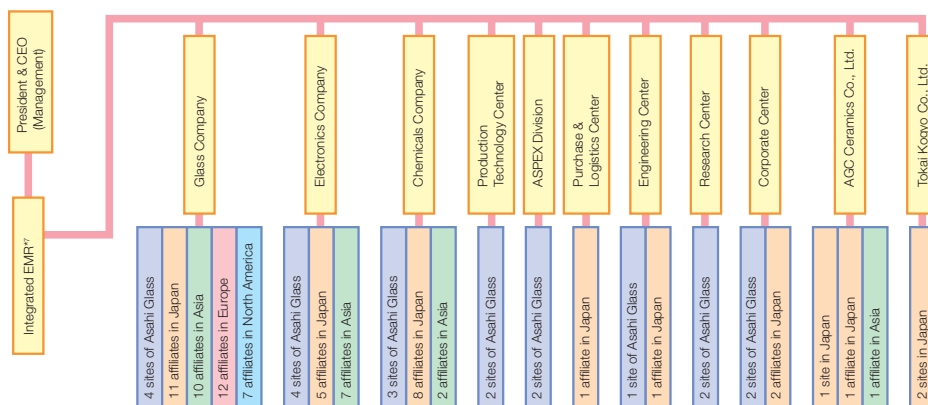 President & CEO
(Management)
Integrated EMR*7
Glass Company
4 sites of Asahi Glass
11 affiliates in Japan
10 affiliates in Asia
12 affiliates in Europe
7 affiliates in North America
Electronics Company
4 sites of Asahi Glass
5 affiliates in Japan
7 affiliates in Asia
Chemicals Company
3 sites of Asahi Glass
8 affiliates in Japan
2 affiliates in Asia
Production
Technology Center
2 sites of Asahi Glass
ASPEX Division
2 sites of Asahi Glass
Purchase &
Logistics Center
1 affiliate in Japan
Engineering Center
1 site of Asahi Glass
1 affiliate in Japan
Research Center
2 sites of Asahi Glass
Corporate Center
2 sites of Asahi Glass
2 affiliates in Japan
AGC Ceramics Co., Ltd.
1 site in Japan
1 affiliate in Japan
1 affiliate in Asia
Tokai Kogyo Co., Ltd.
2 sites in Japan